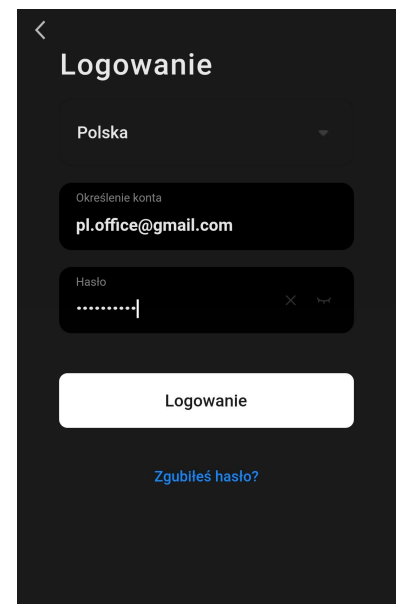 Logowanie
Polska
Określenie konta
pl.office@gmail.com
Hasło
••••••••••
Logowanie
Zgubiłeś hasło?